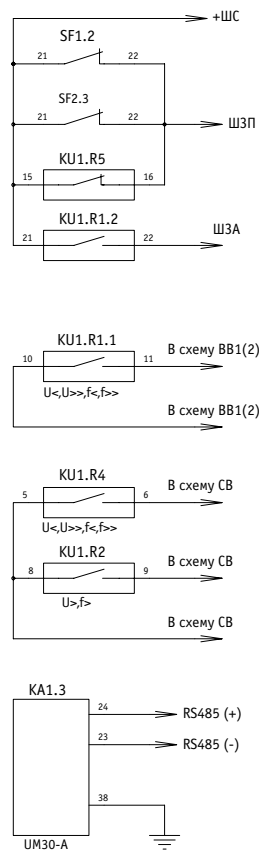 +ШС
SF1.2
21 22
SF2.3
21 22
ШЗП
KU1.R5
15 16
KU1.R1.2
21 22
ШЗА
KU1.R1.1
10 11
В схему ВВ1(2)
U<,U>>,f<,f>>
В схему ВВ1(2)
KU1.R4
5 6
В схему СВ
U<,U>>,f<,f>>
KU1.R2
8 9
В схему СВ
U>,f>
В схему СВ
KA1.3
24
RS485 (+)
23
RS485 (-)
38
UM30-A